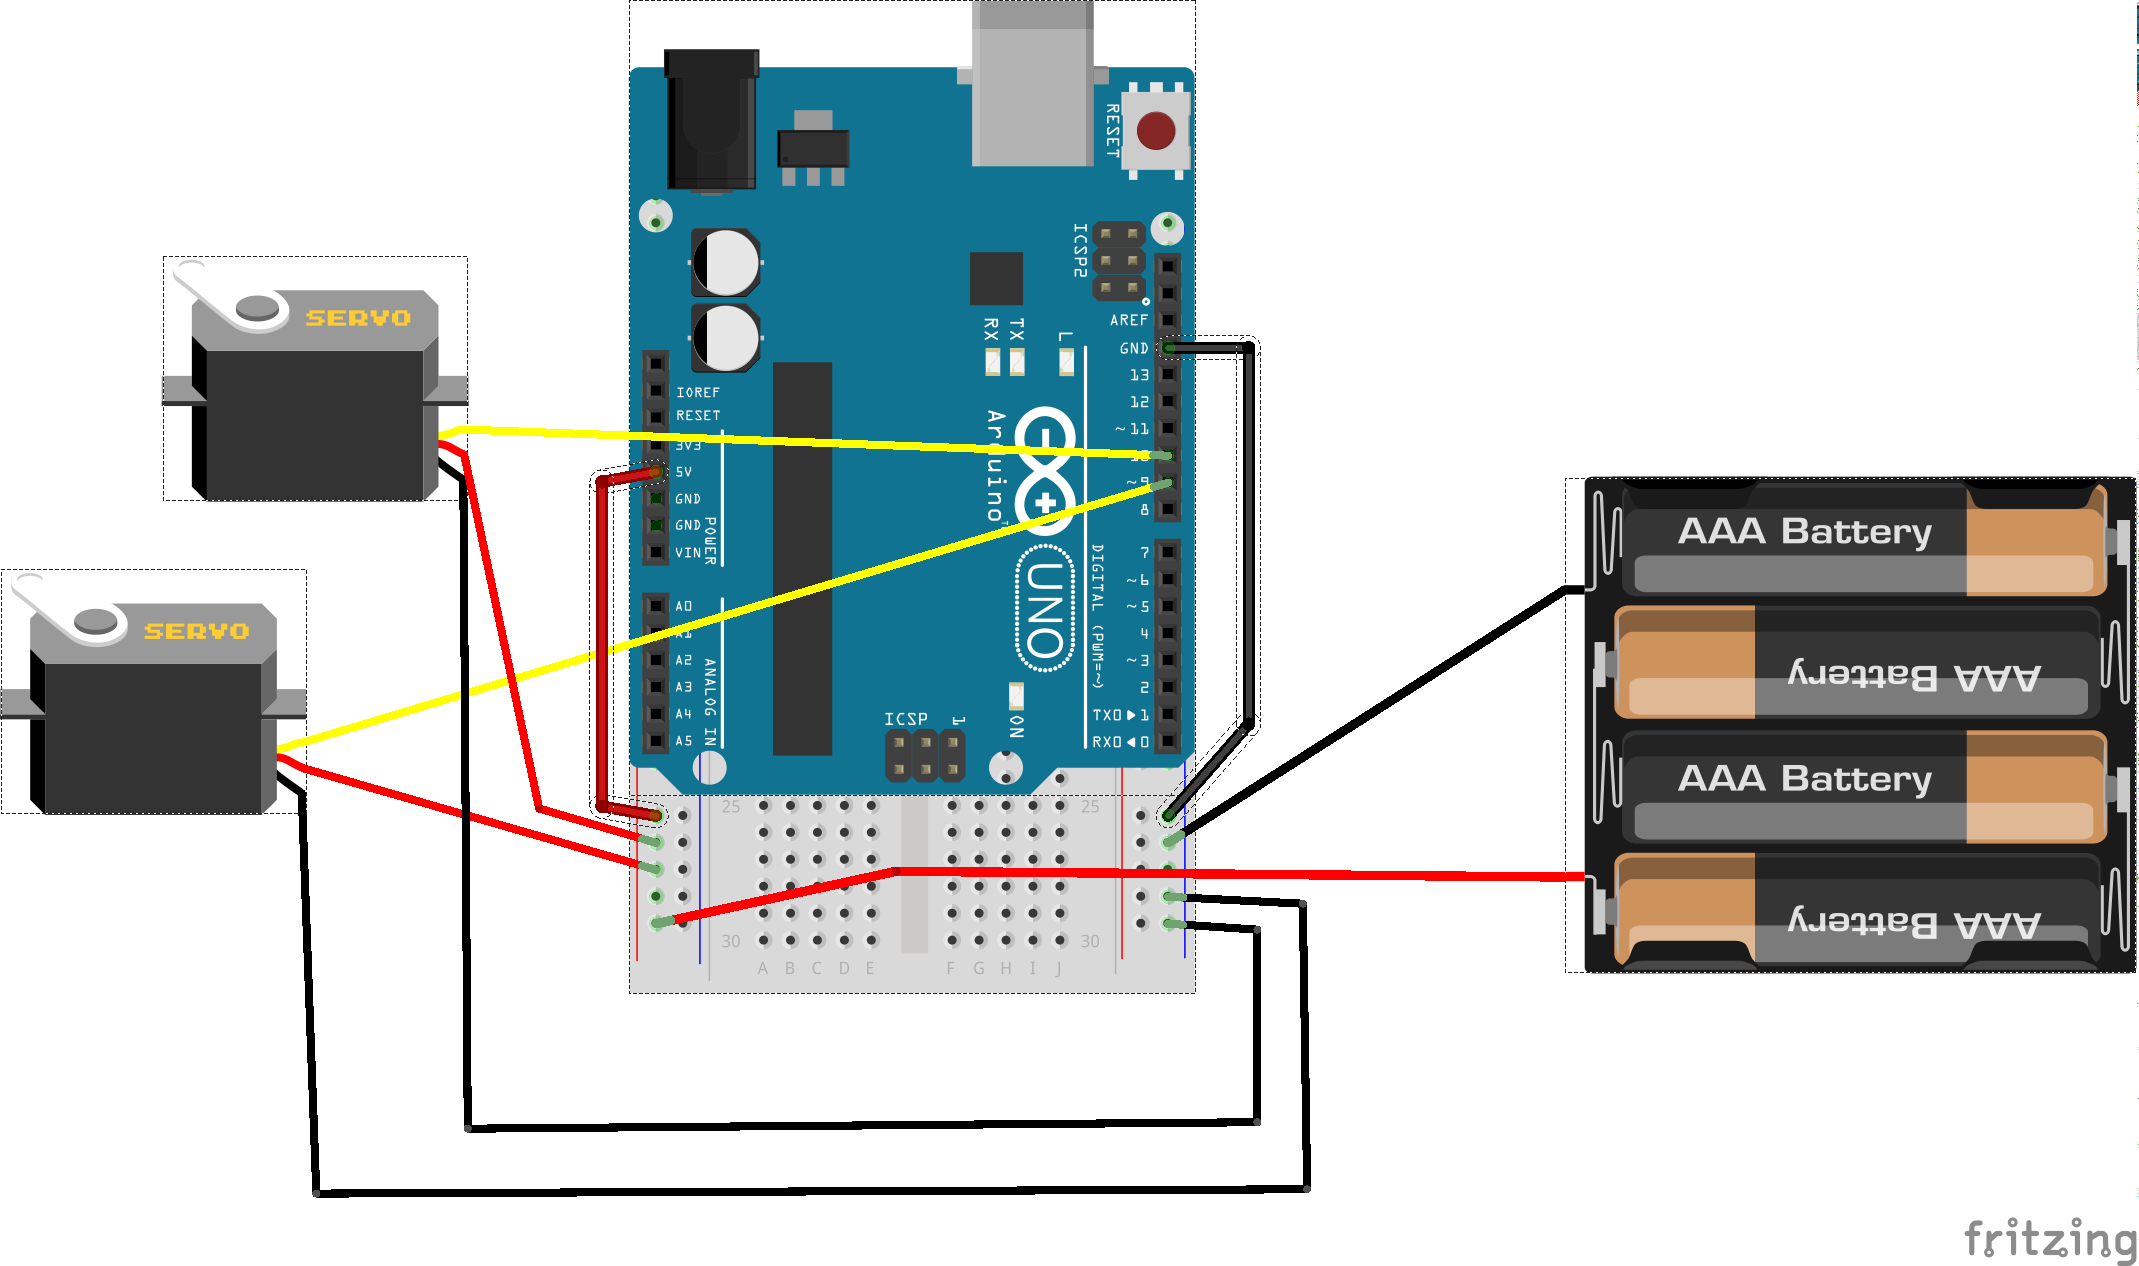 RESET
ICSP2
SERVO
RX
TX
L
AREF
GND
13
12
~11
~9
8
IOREF
RESET
3V3
5V
GND
GND
VIN
POWER
Arduino
UNO
AAA Battery
AAA Battery
AAA Battery
AAA Battery
7
~6
~5
4
~3
2
TX0▶1
RX0◀0
DIGITAL (PWM=~)
A0
A1
A2
A3
A4
A5
ANALOG IN
SERVO
ICSP
1
ON
25
25
30
30
A B C D E
F G H I J
fritzing